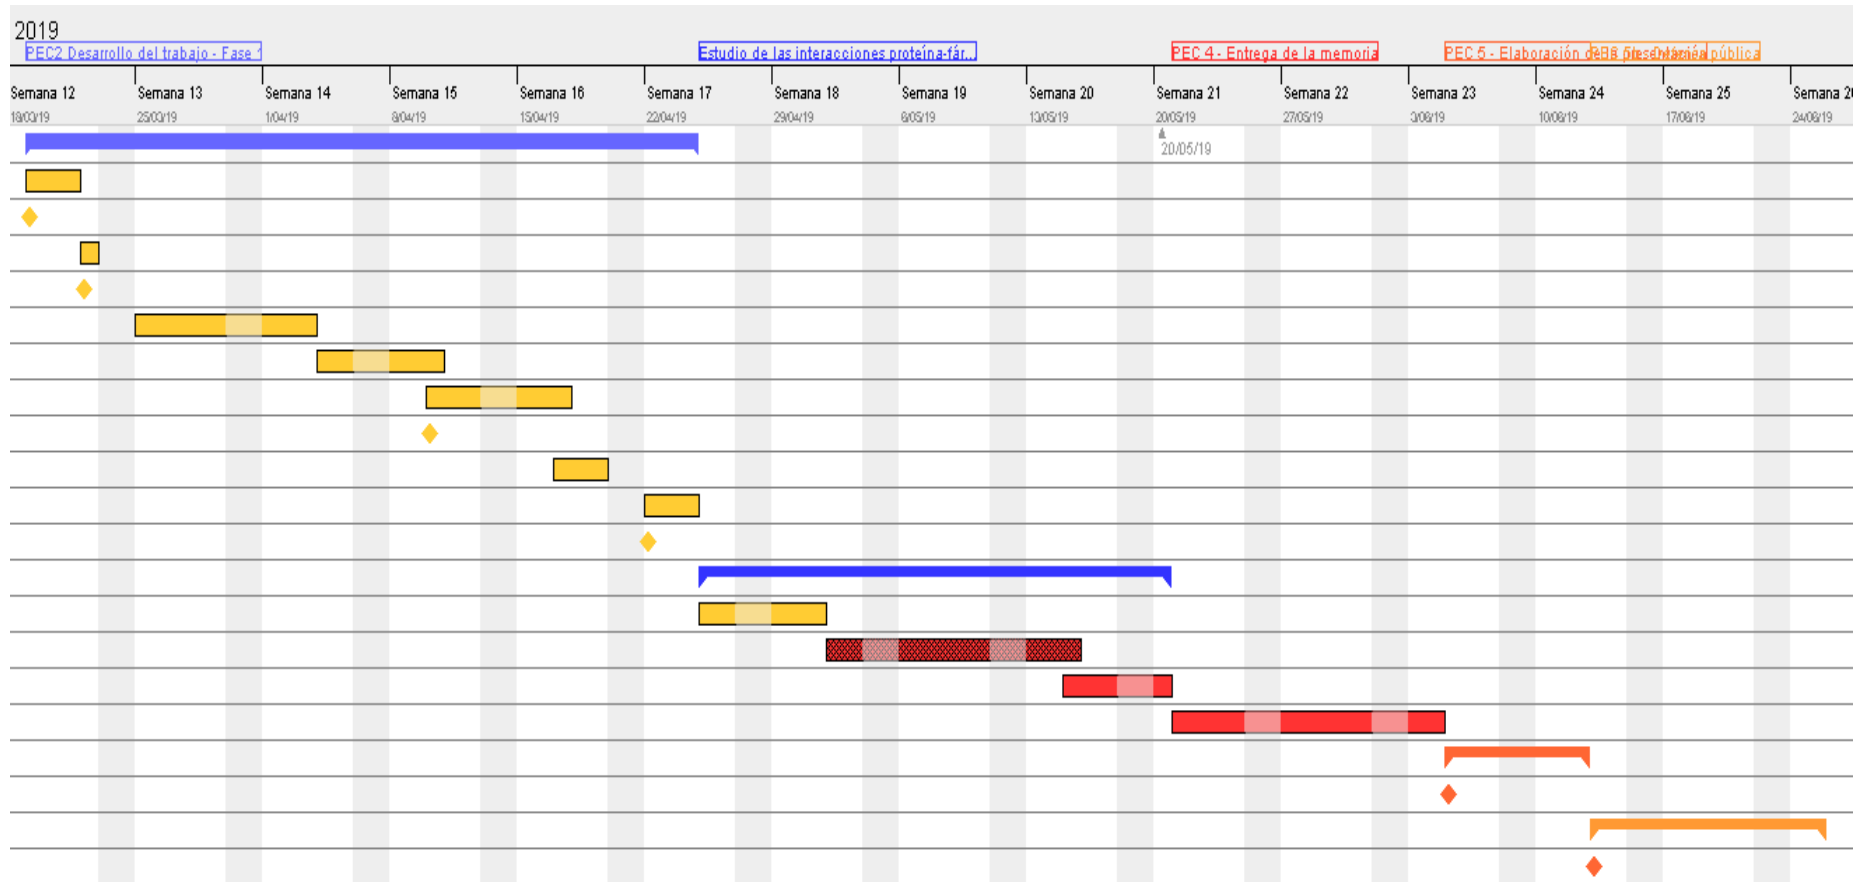 2019
PEC2 Desarrollo del trabajo - Fase 1
Estudio de las interacciones proteína-fár...
PEC 4 - Entrega de la memoria
PEC 5 - Elaboración de la presentación
pública
Semana 12 Semana 13 Semana 14 Semana 15 Semana 16 Semana 17 Semana 18 Semana 19 Semana 20 Semana 21 Semana 22 Semana 23 Semana 24 Semana 25 Semana 26
18/03/19 25/03/19 1/04/19 8/04/19 15/04/19 22/04/19 29/04/19 6/05/19 13/05/19 20/05/19 27/05/19 3/06/19 10/06/19 17/06/19 24/06/19
20/05/19